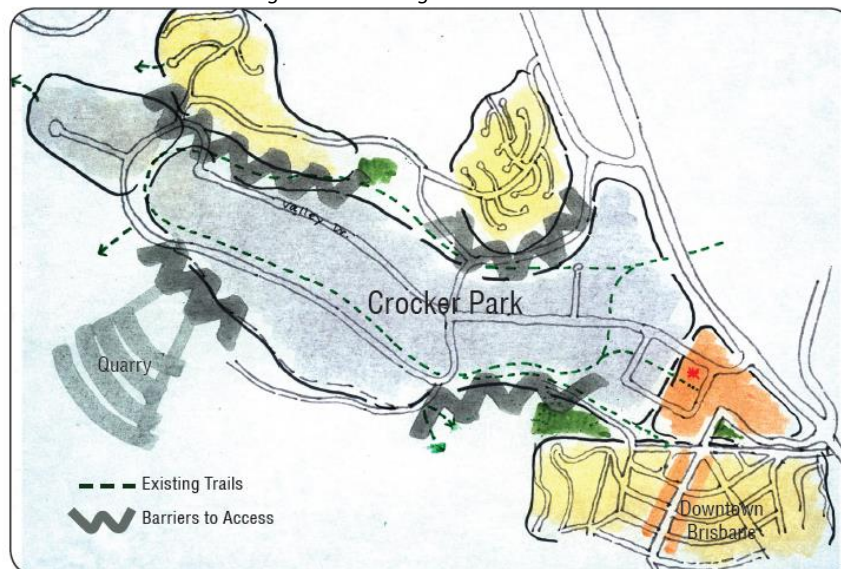 Valley Dr.
Crocker Park
Quarry
Existing Trails
Barriers to Access
Downtown
Brisbane